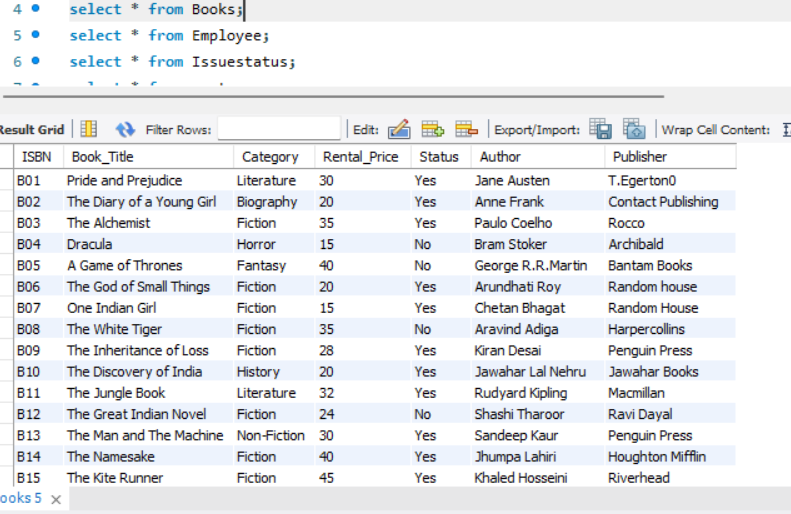 4 select * from Books;
5 select * from Employee;
6 select * from Issuestatus;
Result Grid Filter Rows: Edit: Export/Import: Wrap Cell Content:
ISBN Book_Title Category Rental_Price Status Author Publisher
B01 Pride and Prejudice Literature 30 Yes Jane Austen T.Egerton0
B02 The Diary of a Young Girl Biography 20 Yes Anne Frank Contact Publishing
B03 The Alchemist Fiction 35 Yes Paulo Coelho Rocco
B04 Dracula Horror 15 No Bram Stoker Archibald
B05 A Game of Thrones Fantasy 40 No George R.R.Martin Bantam Books
B06 The God of Small Things Fiction 20 Yes Arundhati Roy Random house
B07 One Indian Girl Fiction 15 Yes Chetan Bhagat Random House
B08 The White Tiger Fiction 35 No Aravind Adiga Harpercollins
B09 The Inheritance of Loss Fiction 28 Yes Kiran Desai Penguin Press
B10 The Discovery of India History 20 Yes Jawahar Lal Nehru Jawahar Books
B11 The Jungle Book Literature 32 Yes Rudyard Kipling Macmillan
B12 The Great Indian Novel Fiction 24 No Shashi Tharoor Ravi Dayal
B13 The Man and The Machine Non-Fiction 30 Yes Sandeep Kaur Penguin Press
B14 The Namesake Fiction 40 Yes Jhumpa Lahiri Houghton Mifflin
B15 The Kite Runner Fiction 45 Yes Khaled Hosseini Riverhead
ooks 5